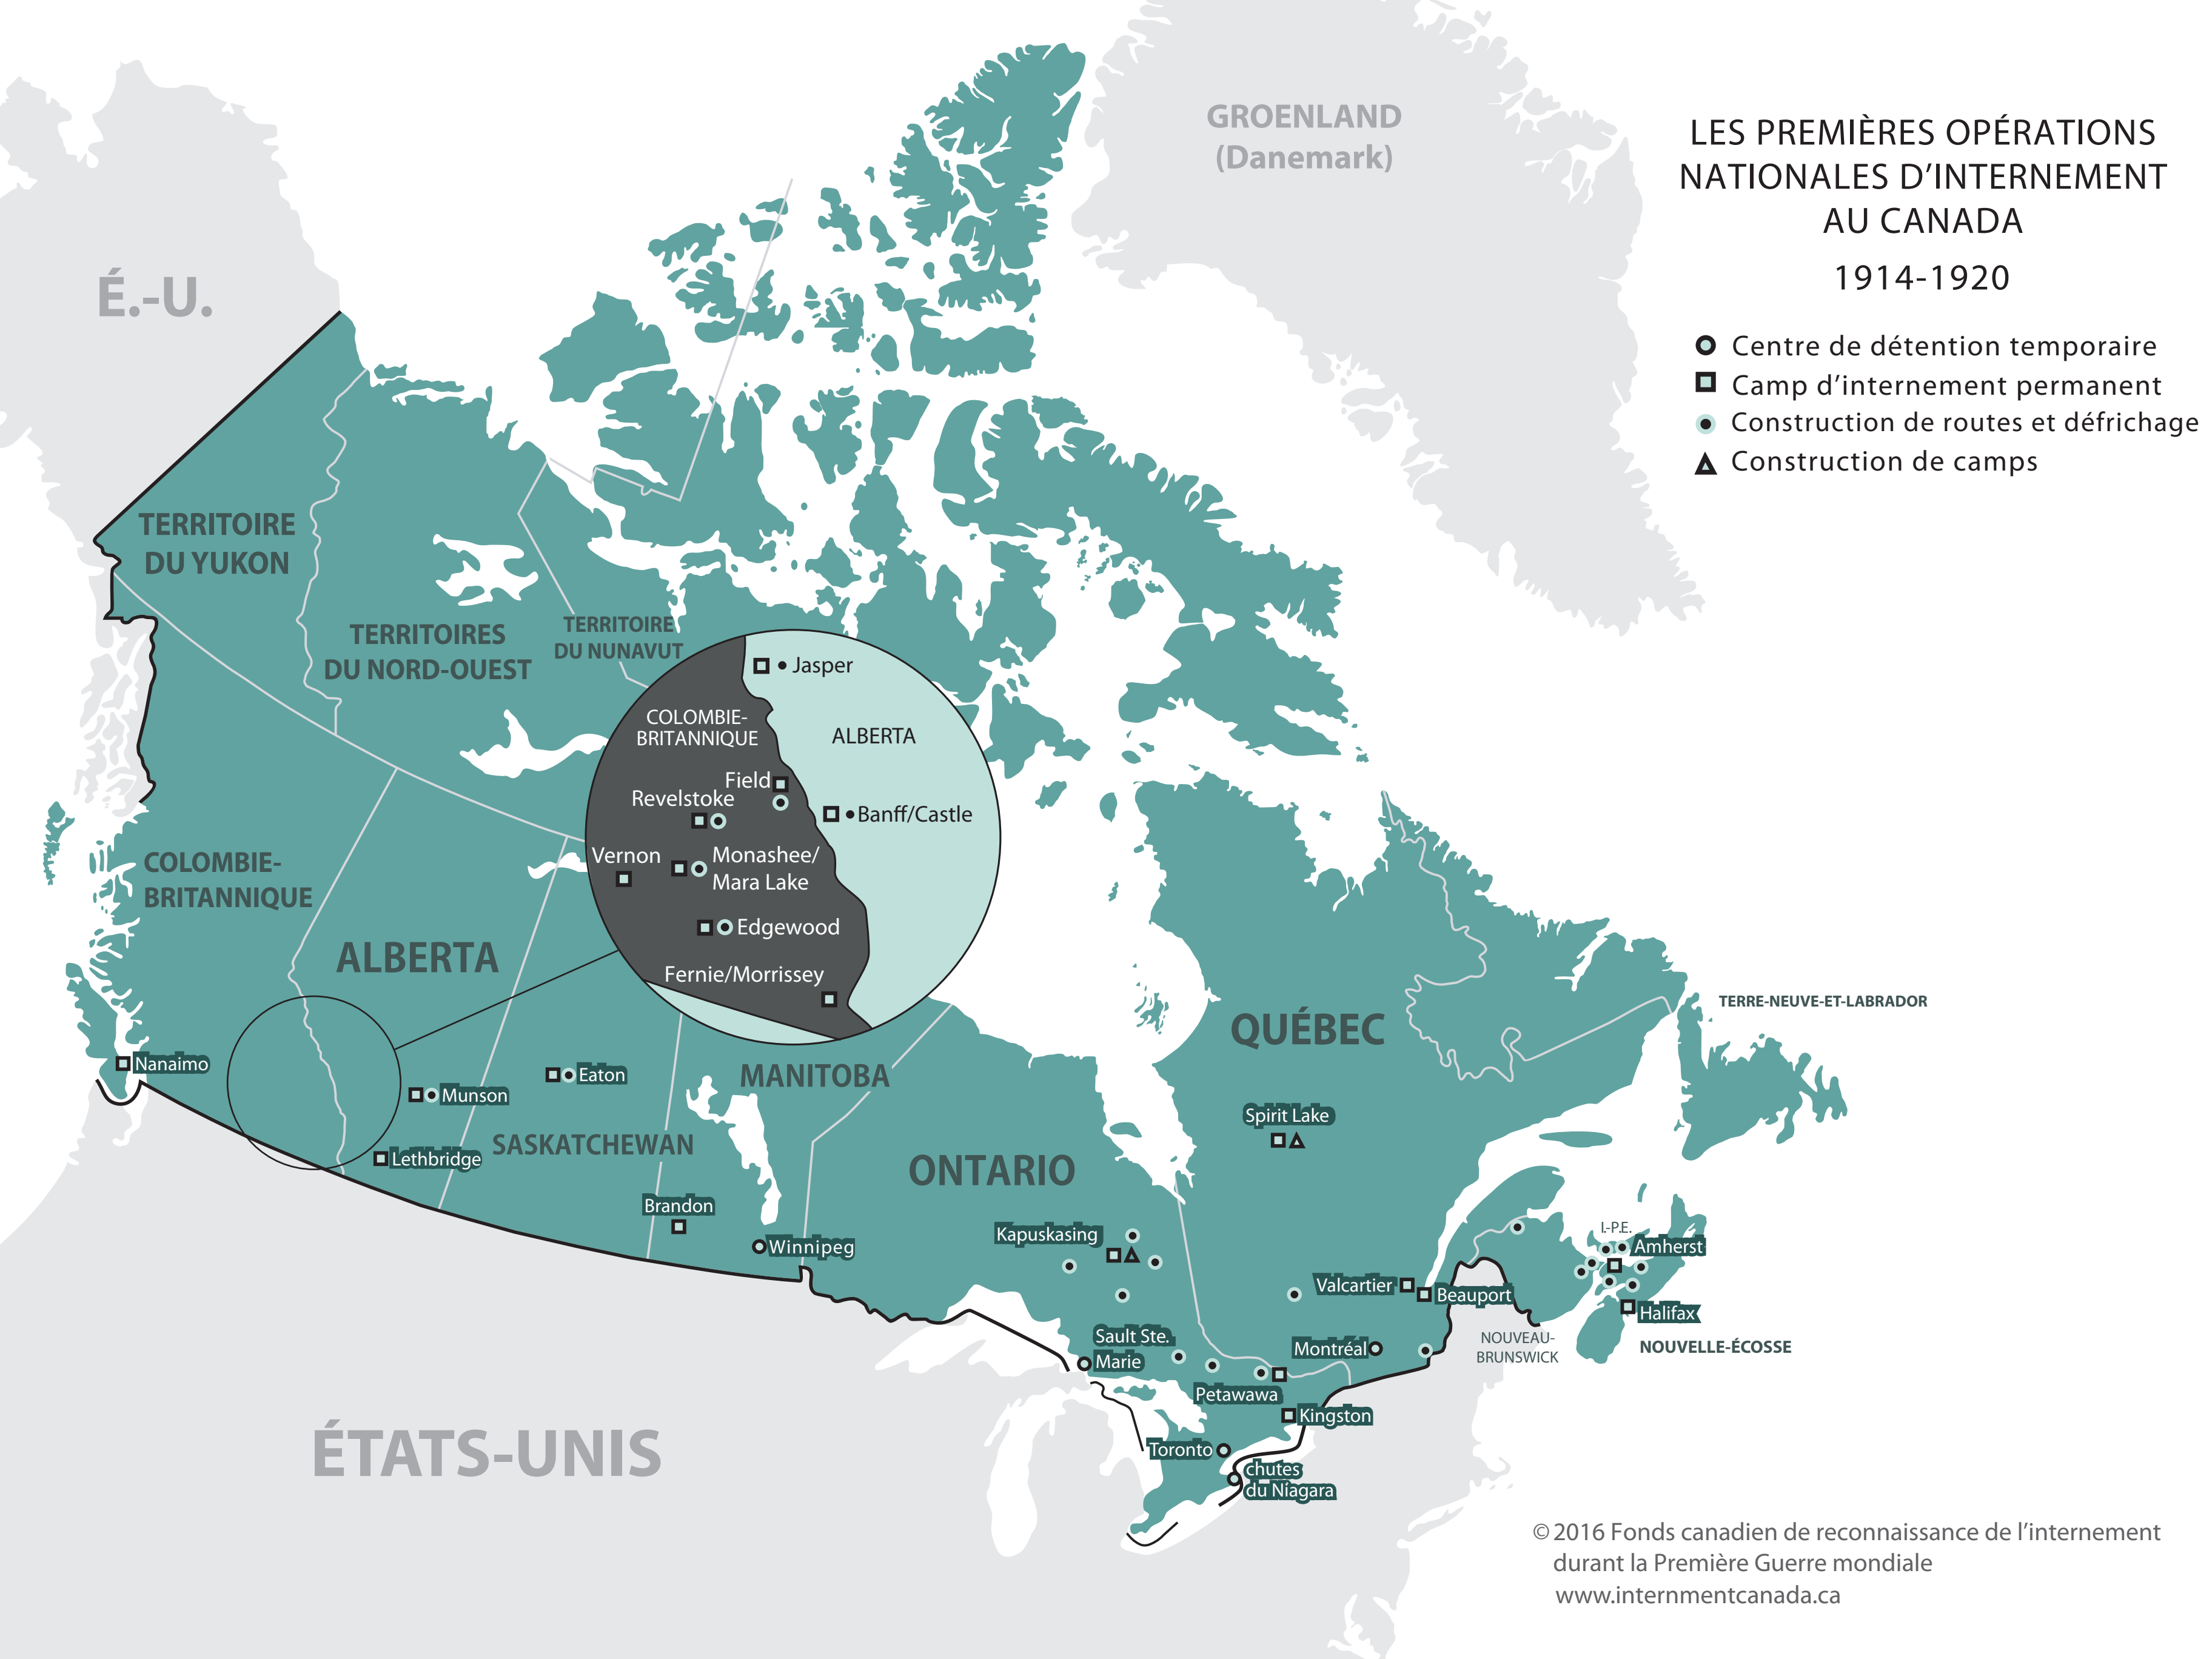 LES PREMIÈRES OPÉRATIONS
NATIONALES D'INTERNEMENT
AU CANADA
1914-1920
Centre de détention temporaire
Camp d'internement permanent
Construction de routes et défrichage
Construction de camps
GROENLAND
(Danemark)
É.-U.
TERRITOIRE
DU YUKON
TERRITOIRES
DU NORD-OUEST
TERRITOIRE
DU NUNAVUT
Jasper
COLOMBIE-
BRITANNIQUE
ALBERTA
Field
Revelstoke
Banff/Castle
Vernon
Monashee/
Mara Lake
Edgewood
Fernie/Morrissey
COLOMBIE-
BRITANNIQUE
ALBERTA
QUÉBEC
TERRE-NEUVE-ET-LABRADOR
Nanaimo
Munson
Eaton
MANITOBA
Lethbridge
SASKATCHEWAN
Spirit Lake
ONTARIO
Brandon
Winnipeg
Kapuskasing
I.-P.E.
Amherst
Valcartier
Beauport
Halifax
Sault Ste.
Marie
Montréal
NOUVEAU-
BRUNSWICK
NOUVELLE-ÉCOSSE
Petawawa
Kingston
Toronto
chutes
du Niagara
ÉTATS-UNIS
© 2016 Fonds canadien de reconnaissance de l'internement
durant la Première Guerre mondiale
www.internmentcanada.ca